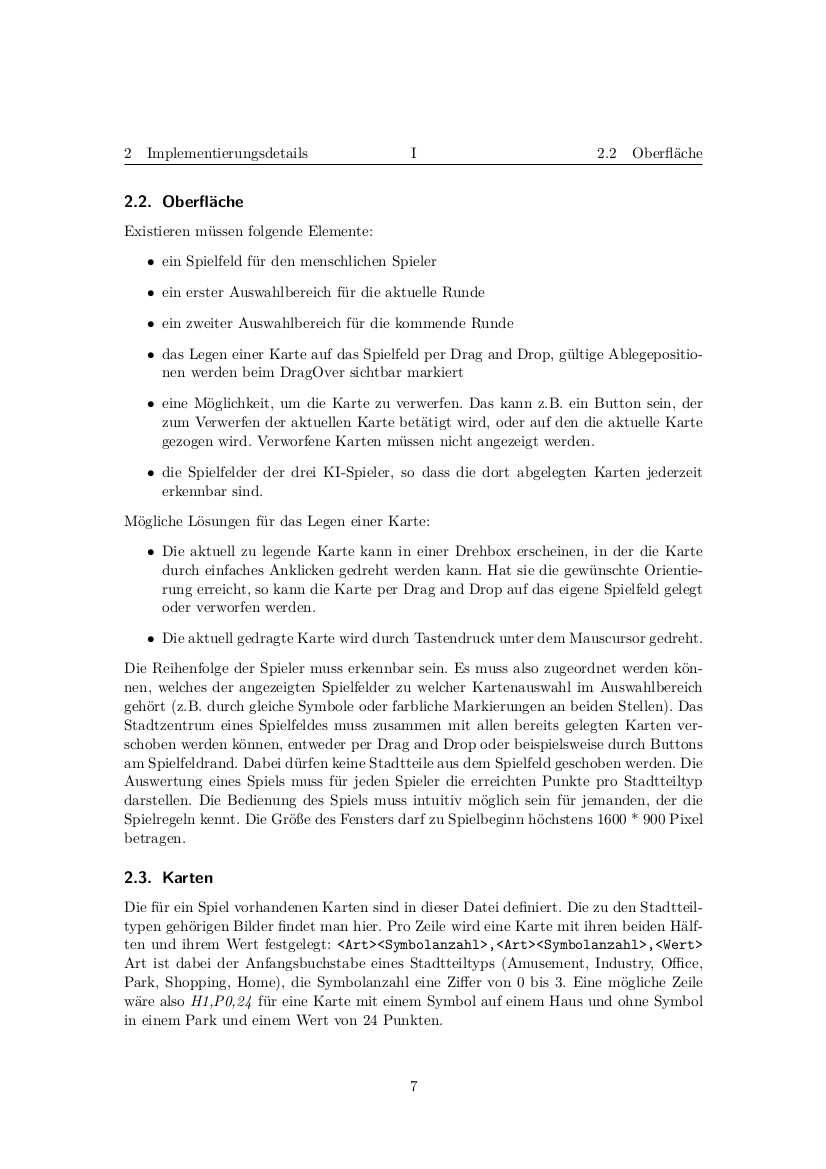 2 Implementierungsdetails I 2.2 Oberfläche
2.2. Oberfläche
Existieren müssen folgende Elemente:
• ein Spielfeld für den menschlichen Spieler
• ein erster Auswahlbereich für die aktuelle Runde
• ein zweiter Auswahlbereich für die kommende Runde
• das Legen einer Karte auf das Spielfeld per Drag and Drop, gültige Ablegepositio-
nen werden beim DragOver sichtbar markiert
• eine Möglichkeit, um die Karte zu verwerfen. Das kann z.B. ein Button sein, der
zum Verwerfen der aktuellen Karte betätigt wird, oder auf den die aktuelle Karte
gezogen wird. Verworfene Karten müssen nicht angezeigt werden.
• die Spielfelder der drei KI-Spieler, so dass die dort abgelegten Karten jederzeit
erkennbar sind.
Mögliche Lösungen für das Legen einer Karte:
• Die aktuell zu legende Karte kann in einer Drehbox erscheinen, in der die Karte
durch einfaches Anklicken gedreht werden kann. Hat sie die gewünschte Orientie-
rung erreicht, so kann die Karte per Drag and Drop auf das eigene Spielfeld gelegt
oder verworfen werden.
• Die aktuell gedragte Karte wird durch Tastendruck unter dem Mauscursor gedreht.
Die Reihenfolge der Spieler muss erkennbar sein. Es muss also zugeordnet werden kön-
nen, welches der angezeigten Spielfelder zu welcher Kartenauswahl im Auswahlbereich
gehört (z.B. durch gleiche Symbole oder farbliche Markierungen an beiden Stellen). Das
Stadtzentrum eines Spielfeldes muss zusammen mit allen bereits gelegten Karten ver-
schoben werden können, entweder per Drag and Drop oder beispielsweise durch Buttons
am Spielfeldrand. Dabei dürfen keine Stadtteile aus dem Spielfeld geschoben werden. Die
Auswertung eines Spiels muss für jeden Spieler die erreichten Punkte pro Stadtteiltyp
darstellen. Die Bedienung des Spiels muss intuitiv möglich sein für jemanden, der die
Spielregeln kennt. Die Größe des Fensters darf zu Spielbeginn höchstens 1600 * 900 Pixel
betragen.
2.3. Karten
Die für ein Spiel vorhandenen Karten sind in dieser Datei definiert. Die zu den Stadtteil-
typen gehörigen Bilder findet man hier. Pro Zeile wird eine Karte mit ihren beiden Hälf-
ten und ihrem Wert festgelegt: <Art><Symbolanzahl>,<Art><Symbolanzahl>,<Wert>
Art ist dabei der Anfangsbuchstabe eines Stadtteiltyps (Amusement, Industry, Office,
Park, Shopping, Home), die Symbolanzahl eine Ziffer von 0 bis 3. Eine mögliche Zeile
wäre also H1,P0,24 für eine Karte mit einem Symbol auf einem Haus und ohne Symbol
in einem Park und einem Wert von 24 Punkten.
7